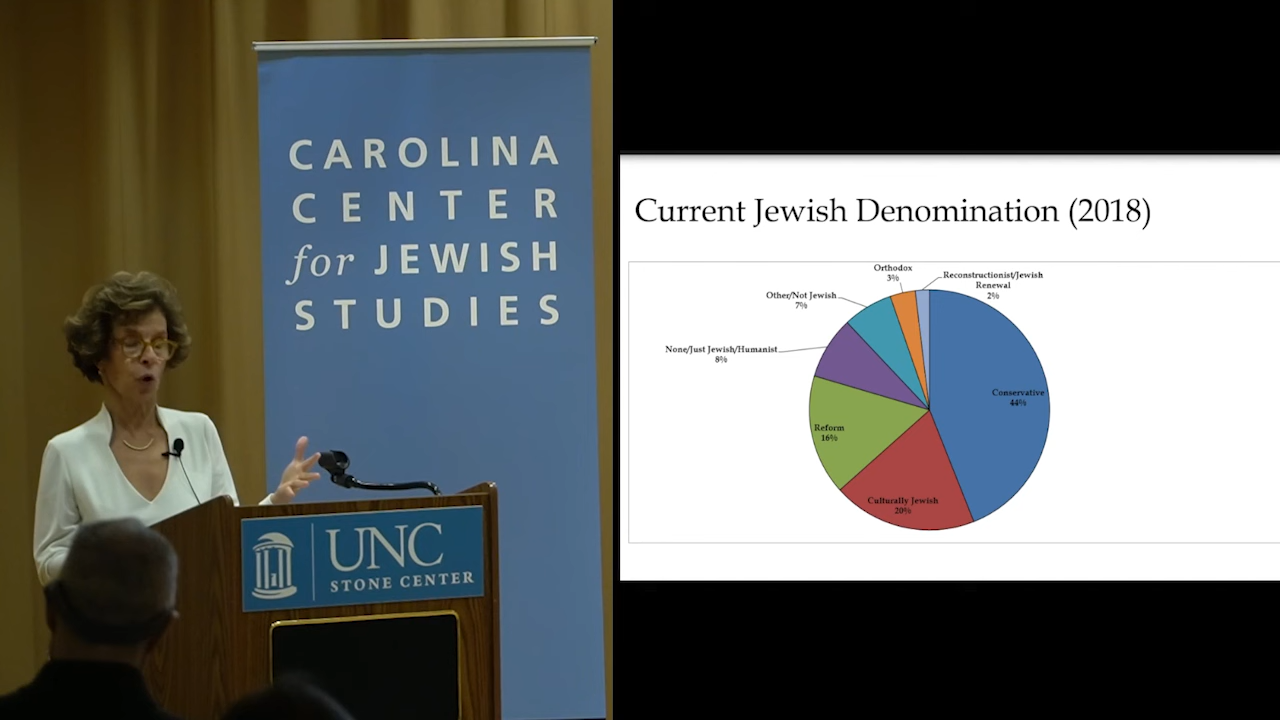 CAROLINA
CENTER
for JEWISH
STUDIES
UNC
STONE CENTER
Current Jewish Denomination (2018)
Orthodox
3%
Reconstructionist/Jewish
Renewal
2%
Other/Not Jewish
7%
None/Just Jewish/Humanist
8%
Conservative
44%
Reform
16%
Culturally Jewish
20%